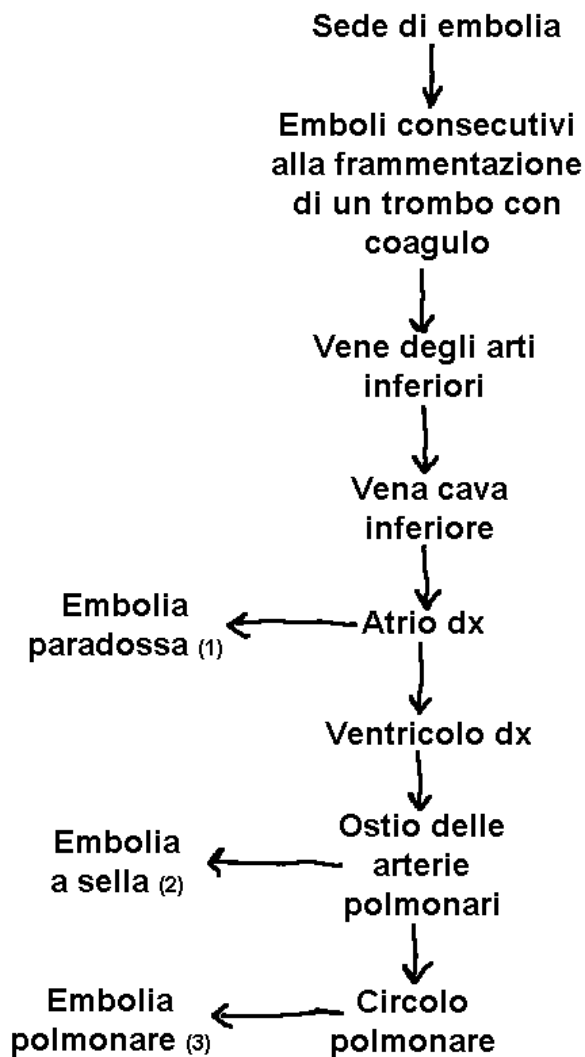 Sede di embolia
Emboli consecutivi
alla frammentazione
di un trombo con
coagulo
Vene degli arti
inferiori
Vena cava
inferiore
Embolia
paradossa (1)
Atrio dx
Ventricolo dx
Ostio delle
arterie
polmonari
Embolia
a sella (2)
Circolo
polmonare
Embolia
polmonare (3)